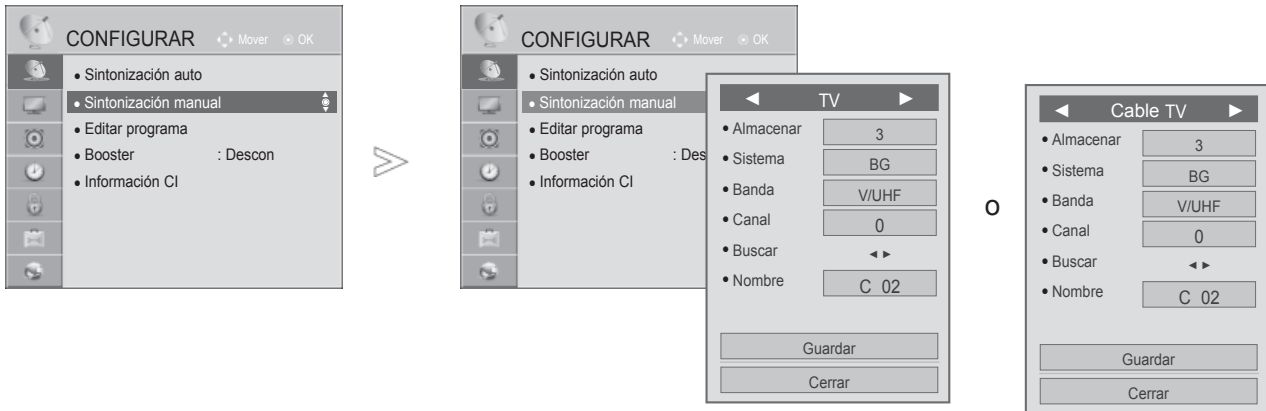 CONFIGURAR Mover OK
• Sintonización auto
• Sintonización manual
• Editar programa
• Booster : Descon
• Información CI
CONFIGURAR Mover OK
• Sintonización auto
• Sintonización manual
• Editar programa
• Booster : Des
• Información CI
◄ TV ►
• Almacenar 3
• Sistema BG
• Banda V/UHF
• Canal 0
• Buscar ◄ ►
• Nombre C 02
Guardar
Cerrar
o
◄ Cable TV ►
• Almacenar 3
• Sistema BG
• Banda V/UHF
• Canal 0
• Buscar ◄ ►
• Nombre C 02
Guardar
Cerrar